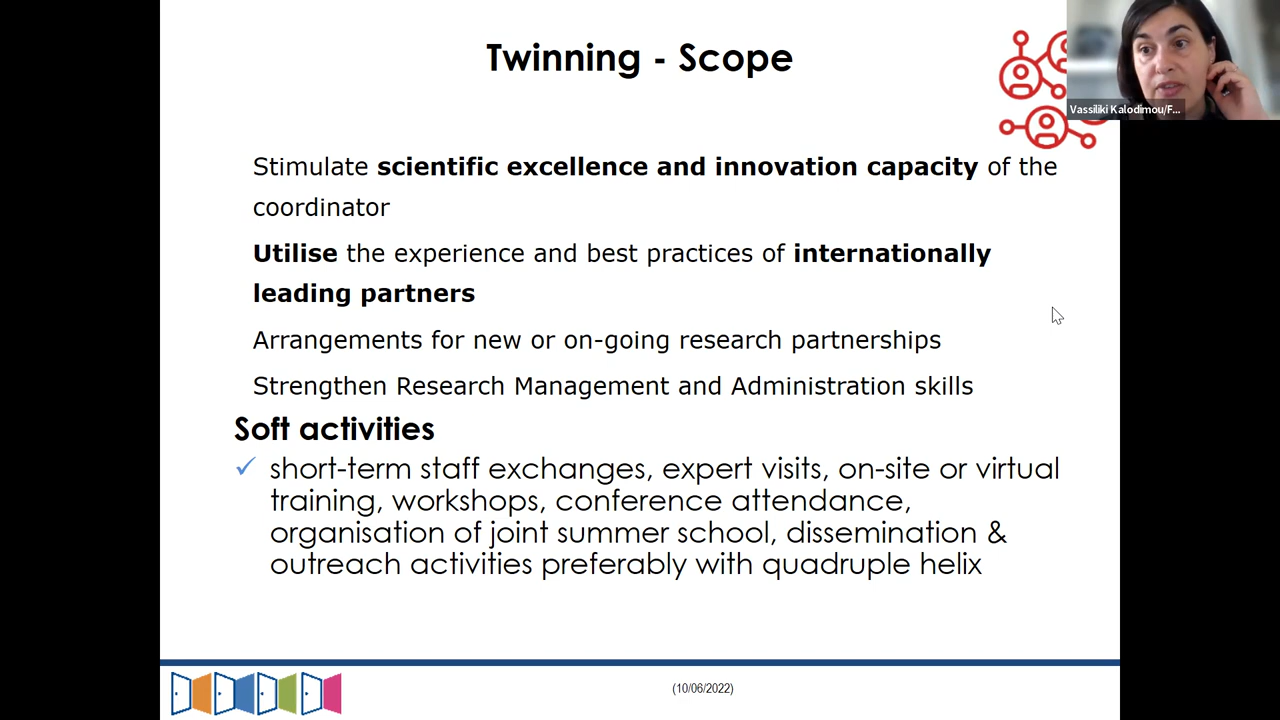 Twinning - Scope
Vassiliki Kalodimou/F...
Stimulate scientific excellence and innovation capacity of the
coordinator
Utilise the experience and best practices of internationally
leading partners
Arrangements for new or on-going research partnerships
Strengthen Research Management and Administration skills
Soft activities
✓ short-term staff exchanges, expert visits, on-site or virtual
training, workshops, conference attendance,
organisation of joint summer school, dissemination &
outreach activities preferably with quadruple helix
(10/06/2022)